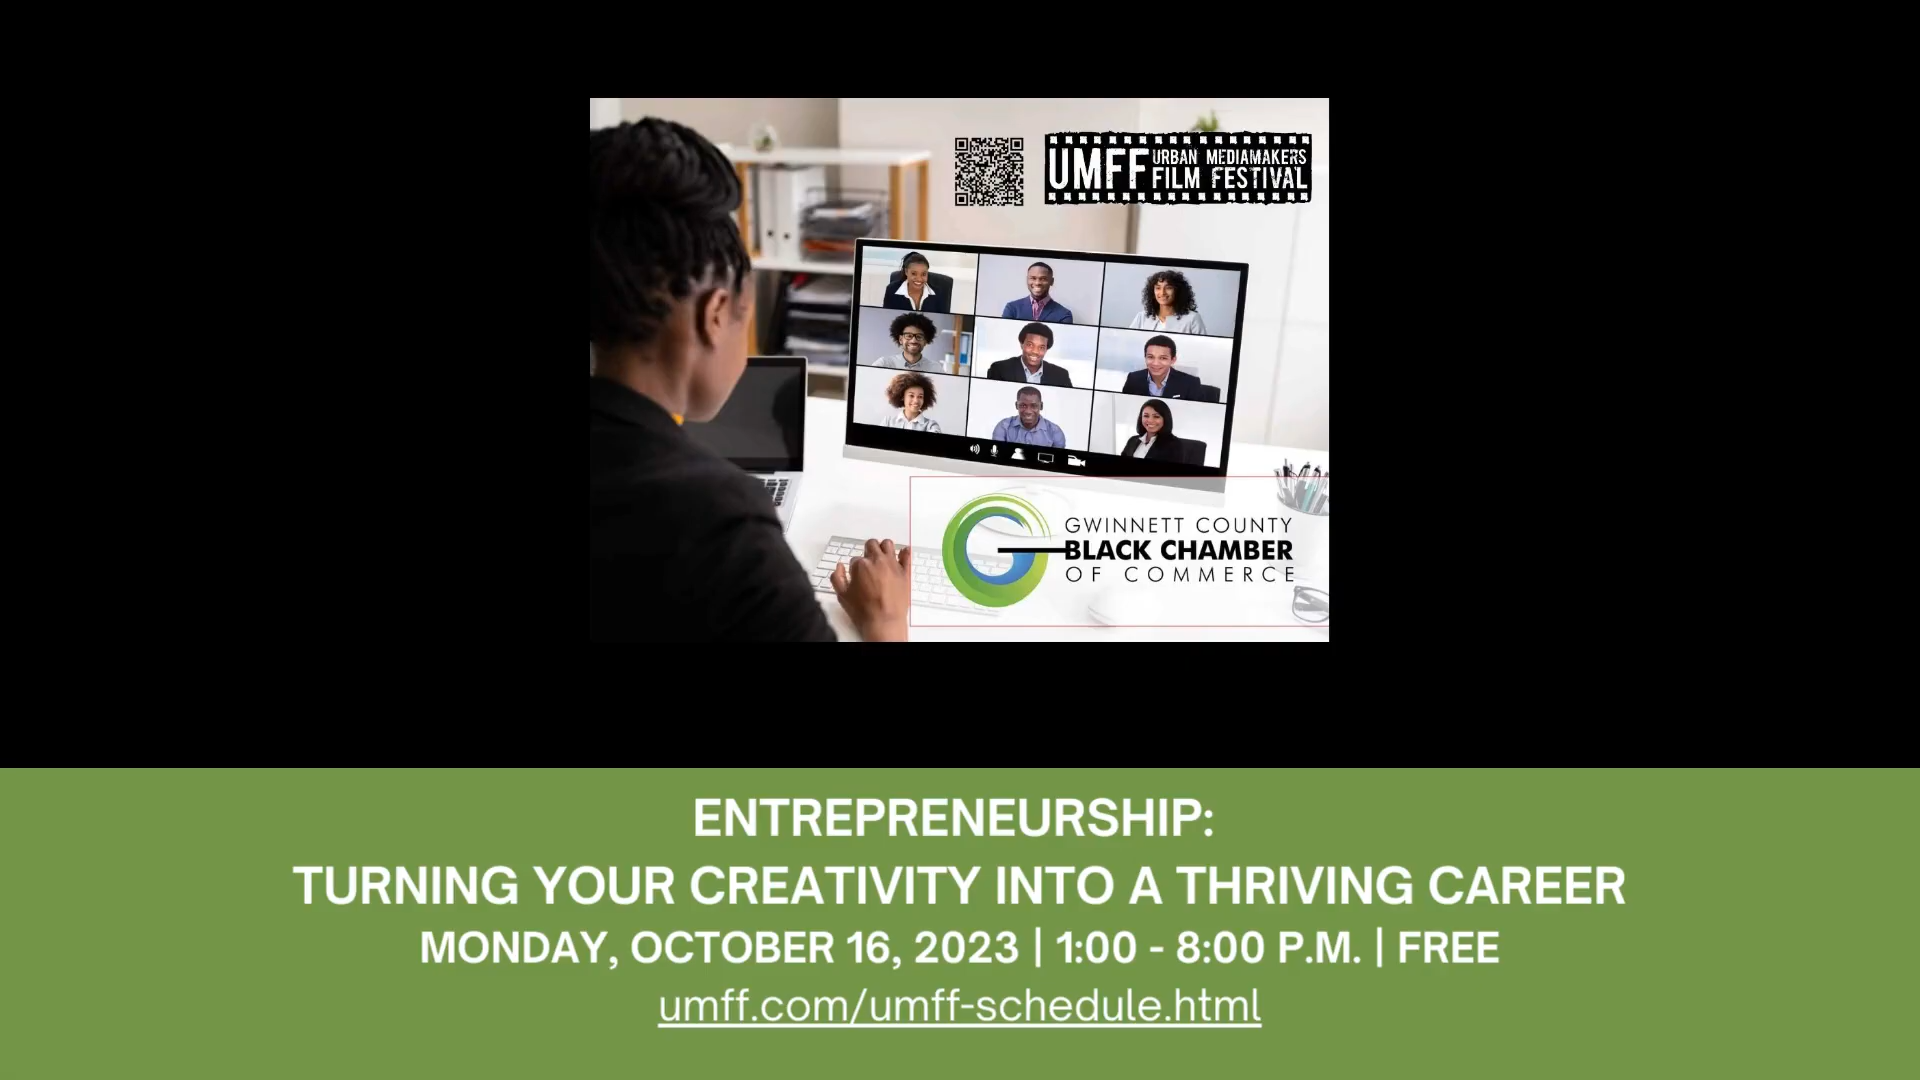 UMFF URBAN MEDIAMAKERS
FILM FESTIVAL
GWINNETT COUNTY
BLACK CHAMBER
OF COMMERCE
ENTREPRENEURSHIP:
TURNING YOUR CREATIVITY INTO A THRIVING CAREER
MONDAY, OCTOBER 16, 2023 | 1:00 - 8:00 P.M. | FREE
umff.com/umff-schedule.html